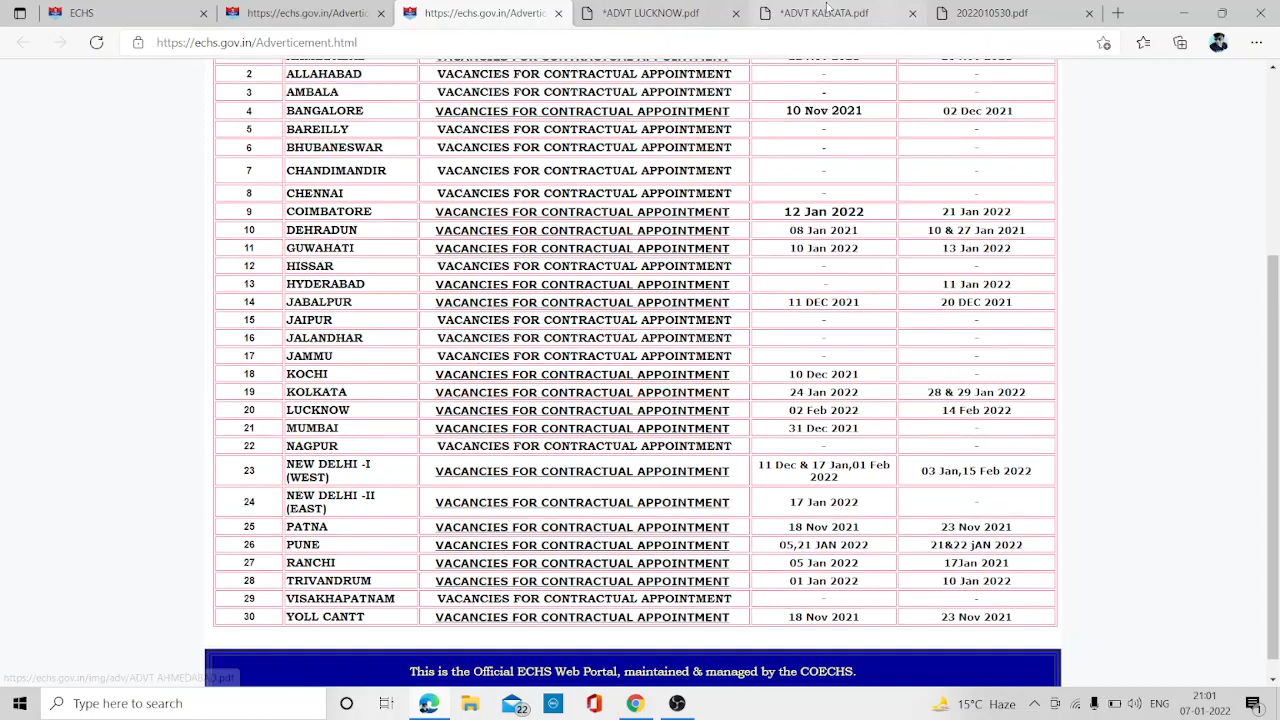 ECHS
https://echs.gov.in/img/adv/ADV
ECHS - Adverti
*ADVT LUCKNOW.pdf
202201​0530.pdf
https://echs.gov.in/Adverticement.html
2 ALLAHABAD VACANCIES FOR CONTRACTUAL APPOINTMENT - -
3 AMBALA VACANCIES FOR CONTRACTUAL APPOINTMENT - -
4 BANGALORE VACANCIES FOR CONTRACTUAL APPOINTMENT 10 Nov 2021 02 Dec 2021
5 BAREILLY VACANCIES FOR CONTRACTUAL APPOINTMENT - -
6 BHUBANESWAR VACANCIES FOR CONTRACTUAL APPOINTMENT - -
7 CHANDIMANDIR VACANCIES FOR CONTRACTUAL APPOINTMENT - -
8 CHENNAI VACANCIES FOR CONTRACTUAL APPOINTMENT - -
9 COIMBATORE VACANCIES FOR CONTRACTUAL APPOINTMENT 12 Jan 2022 21 Jan 2022
10 DEHRADUN VACANCIES FOR CONTRACTUAL APPOINTMENT 08 Jan 2021 10 & 27 Jan 2021
11 GUWAHATI VACANCIES FOR CONTRACTUAL APPOINTMENT 10 Jan 2022 13 Jan 2022
12 HISSAR VACANCIES FOR CONTRACTUAL APPOINTMENT - -
13 HYDERABAD VACANCIES FOR CONTRACTUAL APPOINTMENT - 11 Jan 2022
14 JABALPUR VACANCIES FOR CONTRACTUAL APPOINTMENT 11 DEC 2021 20 DEC 2021
15 JAIPUR VACANCIES FOR CONTRACTUAL APPOINTMENT - -
16 JALANDHAR VACANCIES FOR CONTRACTUAL APPOINTMENT - -
17 JAMMU VACANCIES FOR CONTRACTUAL APPOINTMENT - -
18 KOCHI VACANCIES FOR CONTRACTUAL APPOINTMENT 10 Dec 2021 -
19 KOLKATA VACANCIES FOR CONTRACTUAL APPOINTMENT 24 Jan 2022 28 & 29 Jan 2022
20 LUCKNOW VACANCIES FOR CONTRACTUAL APPOINTMENT 02 Feb 2022 14 Feb 2022
21 MUMBAI VACANCIES FOR CONTRACTUAL APPOINTMENT 31 Dec 2021 -
22 NAGPUR VACANCIES FOR CONTRACTUAL APPOINTMENT - -
23 NEW DELHI -I (WEST) VACANCIES FOR CONTRACTUAL APPOINTMENT 11 Dec & 17 Jan,01 Feb 2022 03 Jan,15 Feb 2022
24 NEW DELHI -II (EAST) VACANCIES FOR CONTRACTUAL APPOINTMENT 17 Jan 2022 -
25 PATNA VACANCIES FOR CONTRACTUAL APPOINTMENT 18 Nov 2021 23 Nov 2021
26 PUNE VACANCIES FOR CONTRACTUAL APPOINTMENT 05,21 JAN 2022 21&22 jAN 2022
27 RANCHI VACANCIES FOR CONTRACTUAL APPOINTMENT 05 Jan 2022 17Jan 2021
28 TRIVANDRUM VACANCIES FOR CONTRACTUAL APPOINTMENT 01 Jan 2022 10 Jan 2022
29 VISAKHAPATNAM VACANCIES FOR CONTRACTUAL APPOINTMENT - -
30 YOLL CANTT VACANCIES FOR CONTRACTUAL APPOINTMENT 18 Nov 2021 23 Nov 2021
This is the Official ECHS Web Portal, maintained & managed by the COECHS.
Type here to search
22
15°C Haze
21:01
07-01-2022
1